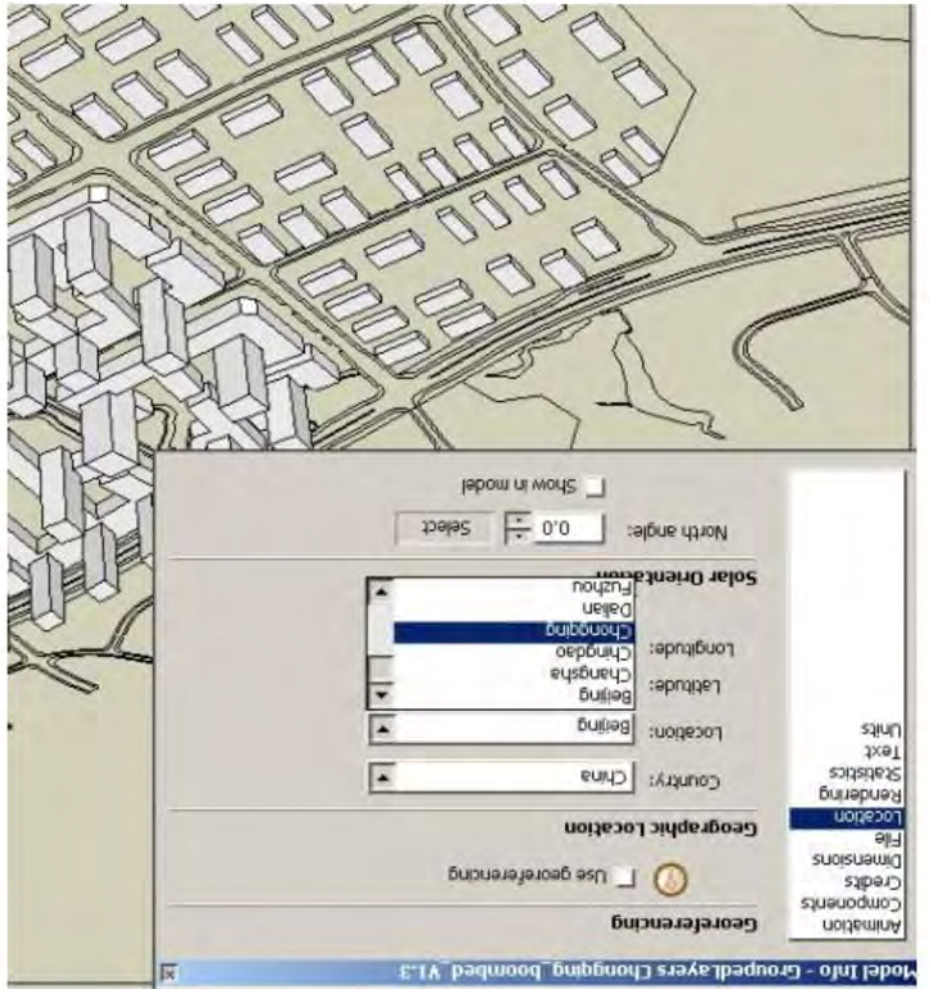 Model Info - GroupedLayers Chongqing_boombed_V1.3
Animation
Components
Credits
Dimensions
File
Location
Rendering
Statistics
Text
Units
Georeferencing
Use georeferencing
Geographic Location
Country: China
Location: Beijing
Latitude:
Longitude:
Beijing
Changsha
Chingdao
Chongqing
Dalian
Fuzhou
Solar Orientation
North angle: 0.0 Select
Show in model